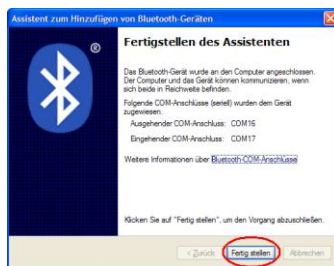 Assistent zum Hinzufügen von Bluetooth-Geräten
®
Fertigstellen des Assistenten
Das Bluetooth-Gerät wurde an den Computer angeschlossen.
Der Computer und das Gerät können kommunizieren, wenn
sich beide in Reichweite befinden.
Folgende COM-Anschlüsse (seriell) wurden dem Gerät
zugewiesen.
Ausgehender COM-Anschluss: COM16
Eingehender COM-Anschluss: COM17
Weitere Informationen über Bluetooth-COM-Anschlüsse
Klicken Sie auf "Fertig stellen", um den Vorgang abzuschließen.
< Zurück Fertig stellen Abbrechen